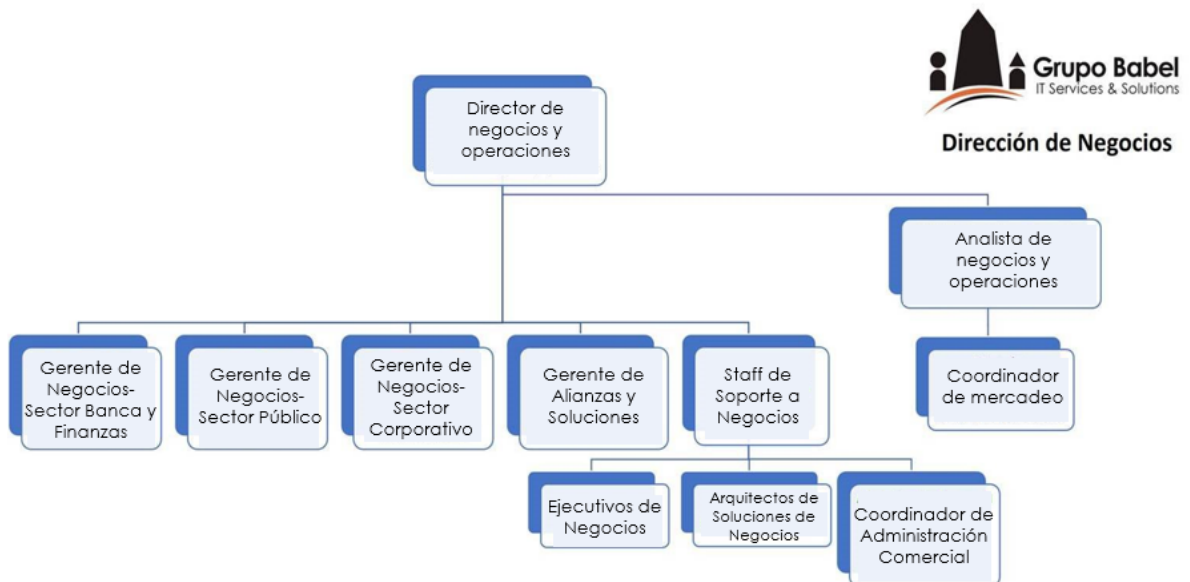 Grupo Babel
IT Services & Solutions
Dirección de Negocios
Director de
negocios y
operaciones
Analista de
negocios y
operaciones
Gerente de
Negocios-
Sector Banca y
Finanzas
Gerente de
Negocios-
Sector Público
Gerente de
Negocios-
Sector
Corporativo
Gerente de
Alianzas y
Soluciones
Staff de
Soporte a
Negocios
Coordinador
de mercadeo
Ejecutivos de
Negocios
Arquitectos de
Soluciones de
Negocios
Coordinador de
Administración
Comercial